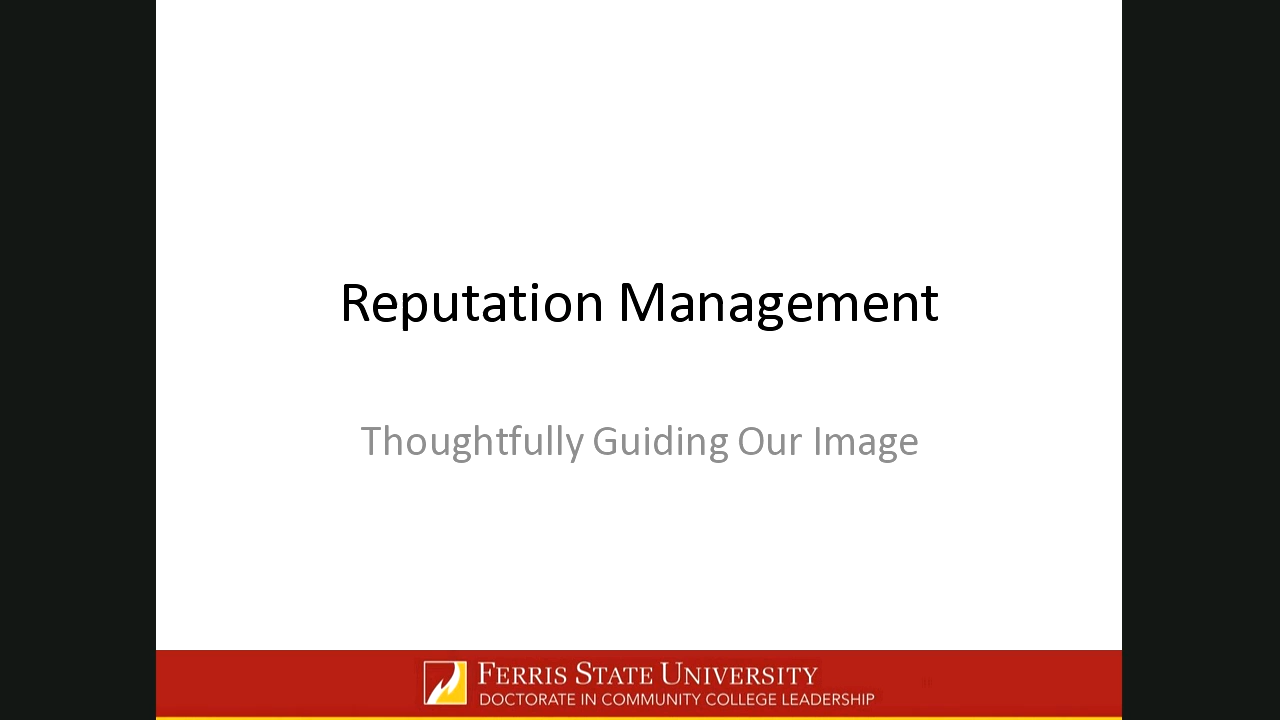 Reputation Management
Thoughtfully Guiding Our Image
FERRIS STATE UNIVERSITY
DOCTORATE IN COMMUNITY COLLEGE LEADERSHIP